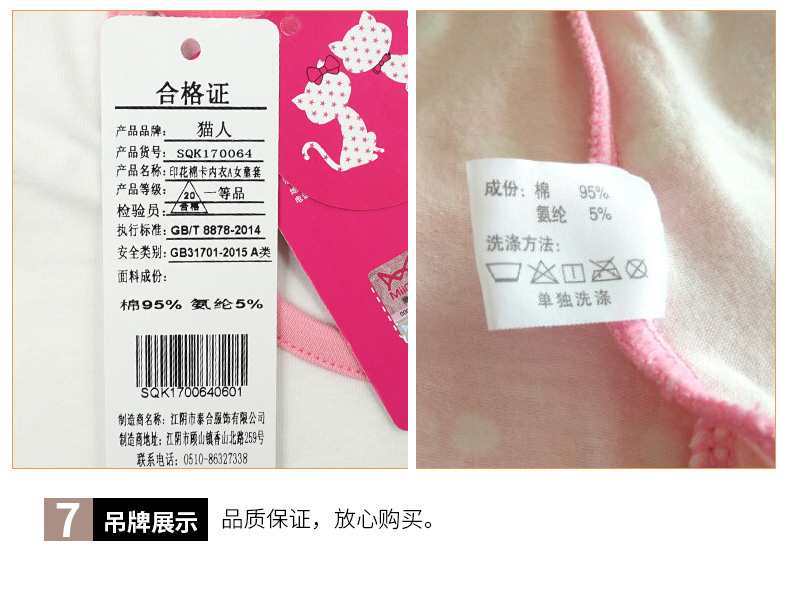 合格证
产品品牌: 猫人
产品货号: SQK170064
产品名称: 印花棉卡内衣A女童套
产品等级: 一等品
检验员: 20 合格
执行标准: GB/T 8878-2014
安全类别: GB31701-2015 A类
面料成份:
棉95% 氨纶5%
SQK1700640601
制造商名称: 江阴市泰合服饰有限公司
制造商地址: 江阴市顾山镇香山北路259号
联系电话: 0510-86327338
成份: 棉 95%
氨纶 5%
洗涤方法:
单独洗涤
7 吊牌展示 品质保证，放心购买。